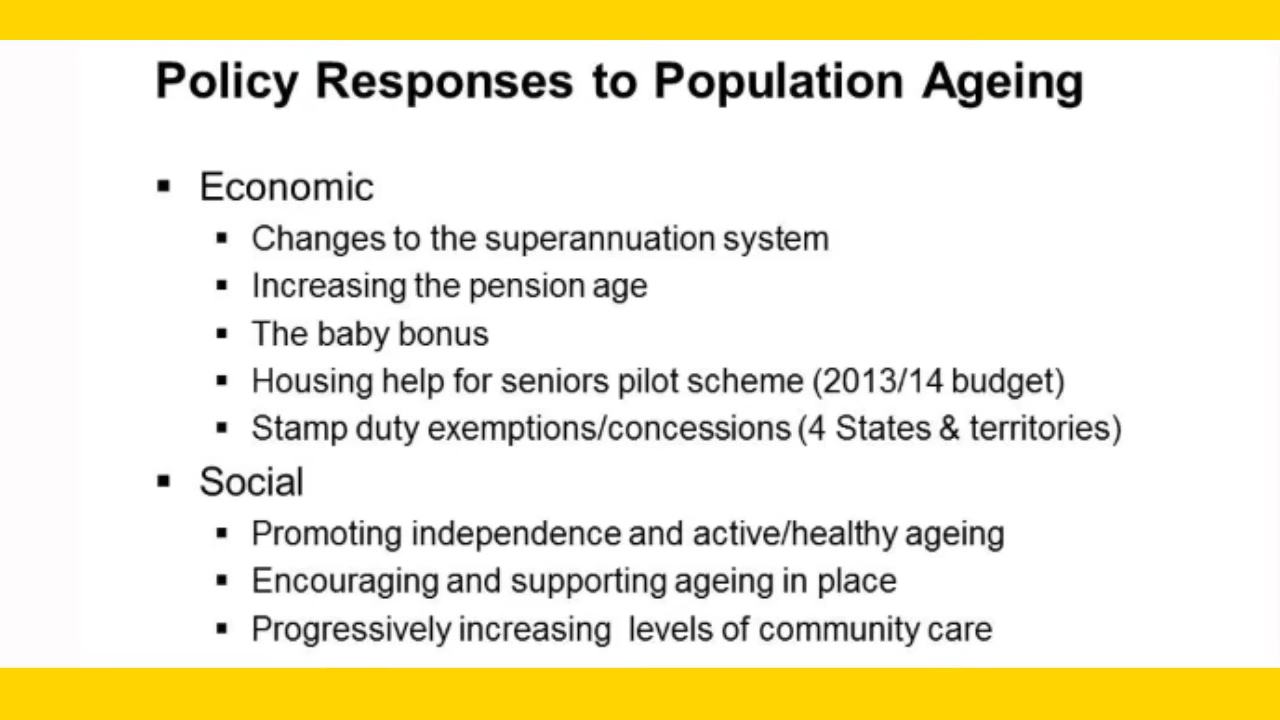 Policy Responses to Population Ageing
▪ Economic
▪ Changes to the superannuation system
▪ Increasing the pension age
▪ The baby bonus
▪ Housing help for seniors pilot scheme (2013/14 budget)
▪ Stamp duty exemptions/concessions (4 States & territories)
▪ Social
▪ Promoting independence and active/healthy ageing
▪ Encouraging and supporting ageing in place
▪ Progressively increasing levels of community care